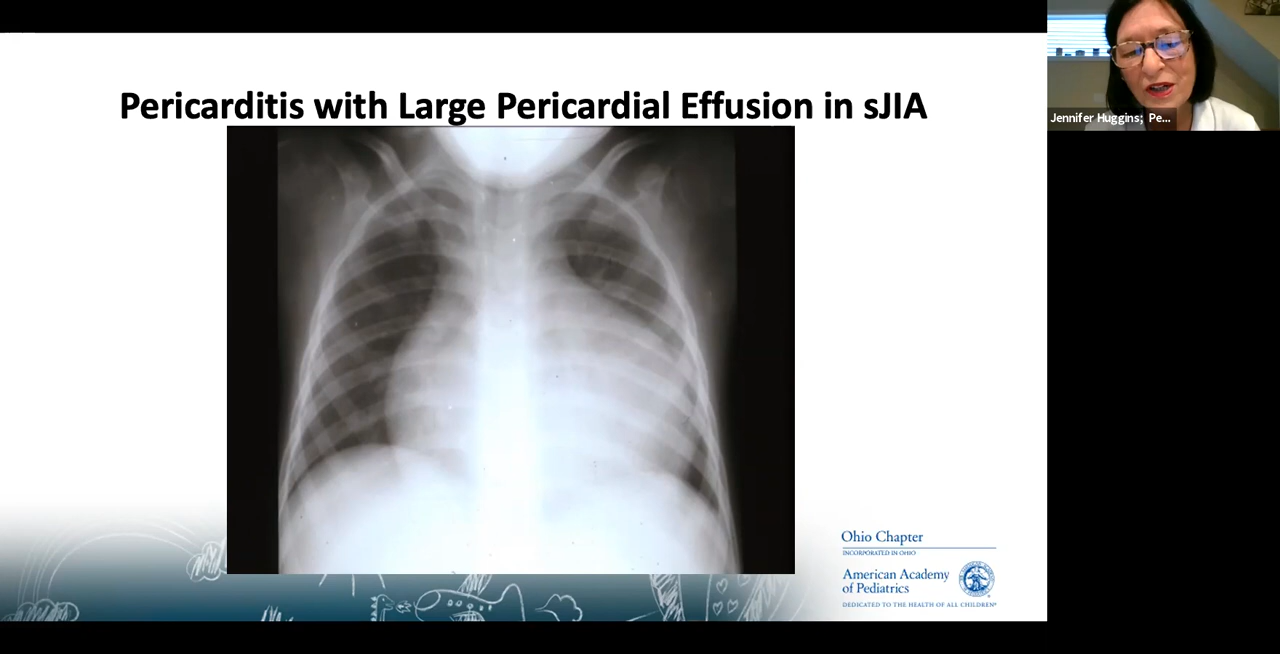 Pericarditis with Large Pericardial Effusion in sJIA
Jennifer Huggins; Pe...
Ohio Chapter
INCORPORATED IN OHIO
American Academy
of Pediatrics
DEDICATED TO THE HEALTH OF ALL CHILDREN®